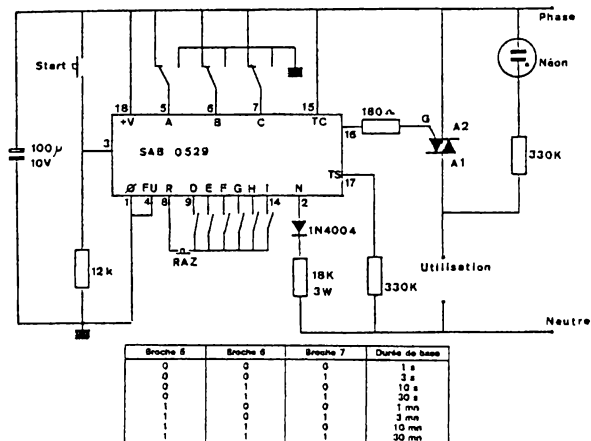 Phase
Start
Néon
18 5 6 7 15
+V A B C TC
16
180 Ω
G
A2
A1
100µ
10V
3
SAB 0529
330K
TS
17
Ø FU R D E F G H I N
1 4 8 9 14 2
1N4004
RAZ
12k
18K
3W
330K
Utilisation
Neutre
Broche 5 Broche 6 Broche 7 Durée de base
0 0 0 1 s
0 0 1 3 s
0 1 0 10 s
0 1 1 30 s
1 0 0 1 mn
1 0 1 3 mn
1 1 0 10 mn
1 1 1 30 mn